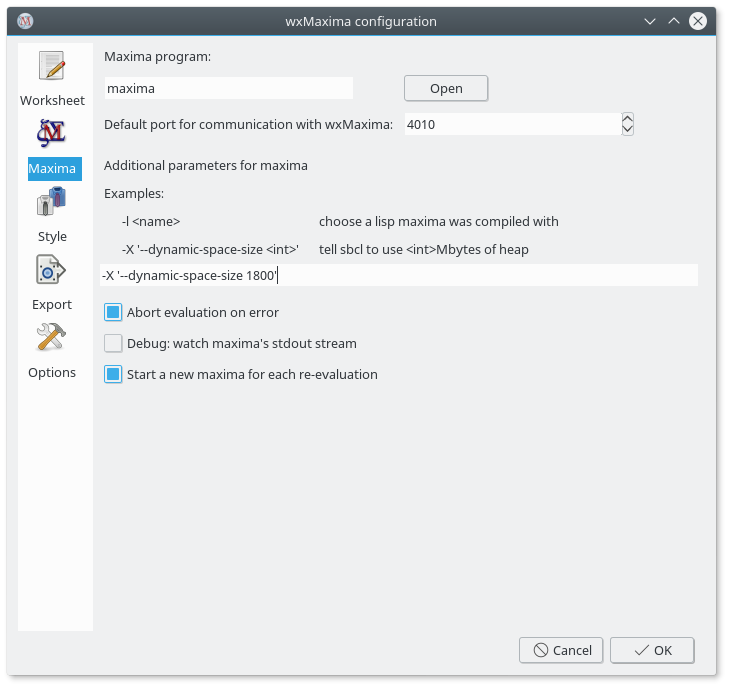 wxMaxima configuration
Worksheet
Maxima
Style
Export
Options
Maxima program:
maxima
Open
Default port for communication with wxMaxima: 4010
Additional parameters for maxima
Examples:
-l <name> choose a lisp maxima was compiled with
-X '--dynamic-space-size <int>' tell sbcl to use <int>Mbytes of heap
-X '--dynamic-space-size 1800'
Abort evaluation on error
Debug: watch maxima's stdout stream
Start a new maxima for each re-evaluation
Cancel OK